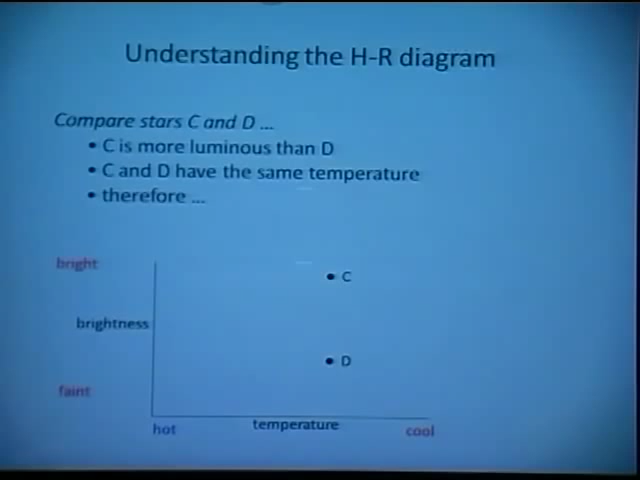 Understanding the H-R diagram
Compare stars C and D ...
• C is more luminous than D
• C and D have the same temperature
• therefore ...
bright
• C
brightness
• D
faint
hot
temperature
cool